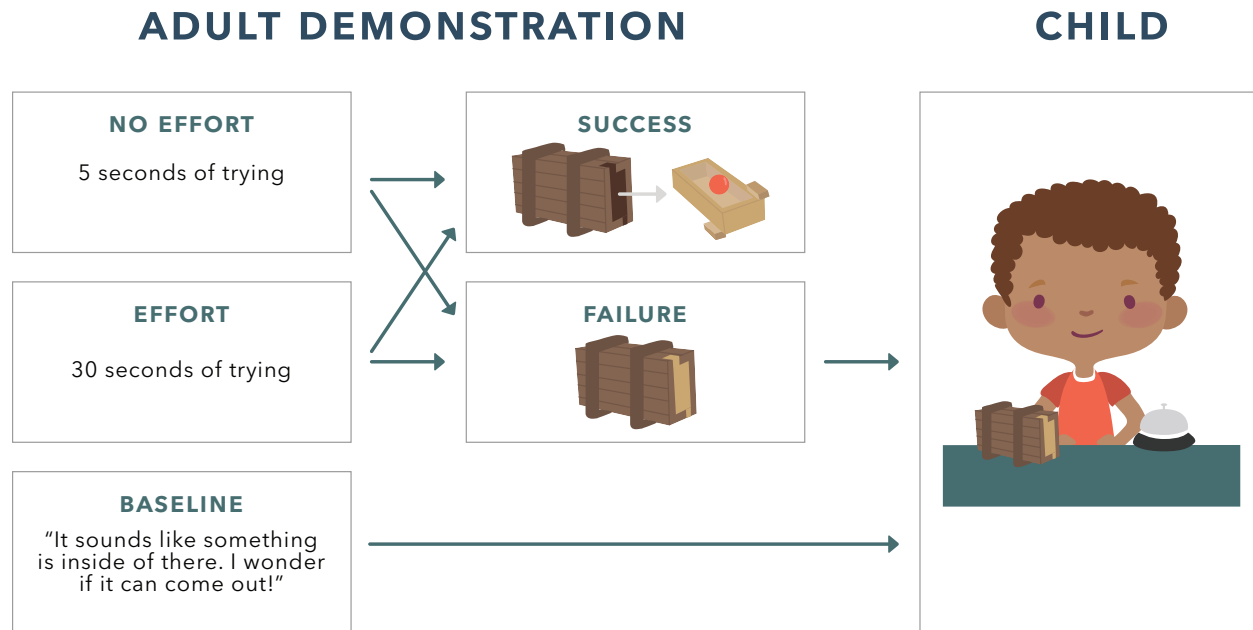 ADULT DEMONSTRATION
CHILD
NO EFFORT
5 seconds of trying
SUCCESS
EFFORT
30 seconds of trying
FAILURE
BASELINE
“It sounds like something
is inside of there. I wonder
if it can come out!”